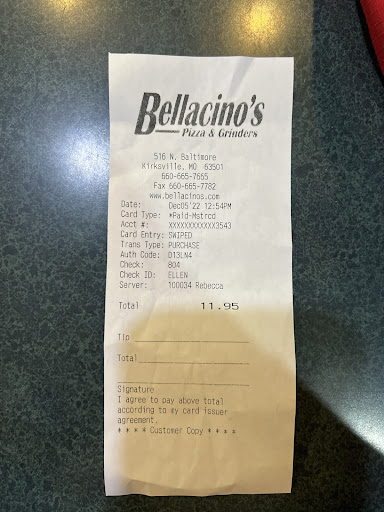 Bellacino's
Pizza & Grinders
516 N. Baltimore
Kirksville, MO 63501
660-665-7665
Fax 660-665-7782
www.bellacinos.com
Date: Dec05'22 12:54PM
Card Type: *Paid-Mstrcd
Acct #: XXXXXXXXXXXX3543
Card Entry: SWIPED
Trans Type: PURCHASE
Auth Code: D13LN4
Check: 804
Check ID: ELLEN
Server: 100034 Rebecca
Total 11.95
Tip
Total
Signature
I agree to pay above total
according to my card issuer
agreement.
* * * * Customer Copy * * * *